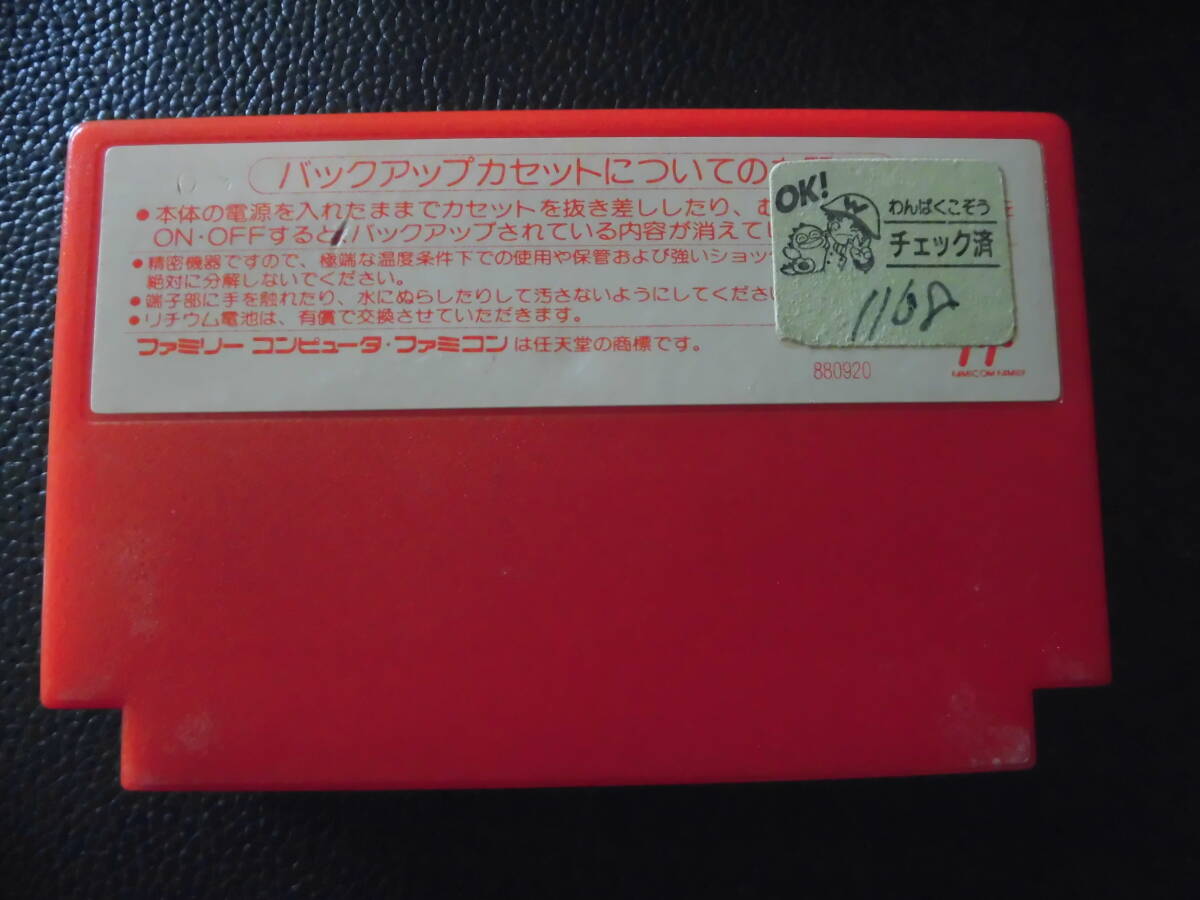 バックアップカセットについての
●本体の電源を入れたままでカセットを抜き差ししたり、む
ON・OFFすると、バックアップされている内容が消えてし
●精密機器ですので、極端な温度条件下での使用や保管および強いショッ
絶対に分解しないでください。
●端子部に手を触れたり、水にぬらしたりして汚さないようにしてくださ
●リチウム電池は、有償で交換させていただきます。
ファミリー コンピュータ・ファミコンは任天堂の商標です。
880920
FAMICOM FAMILY
OK!
わんぱくこぞう
チェック済
1108